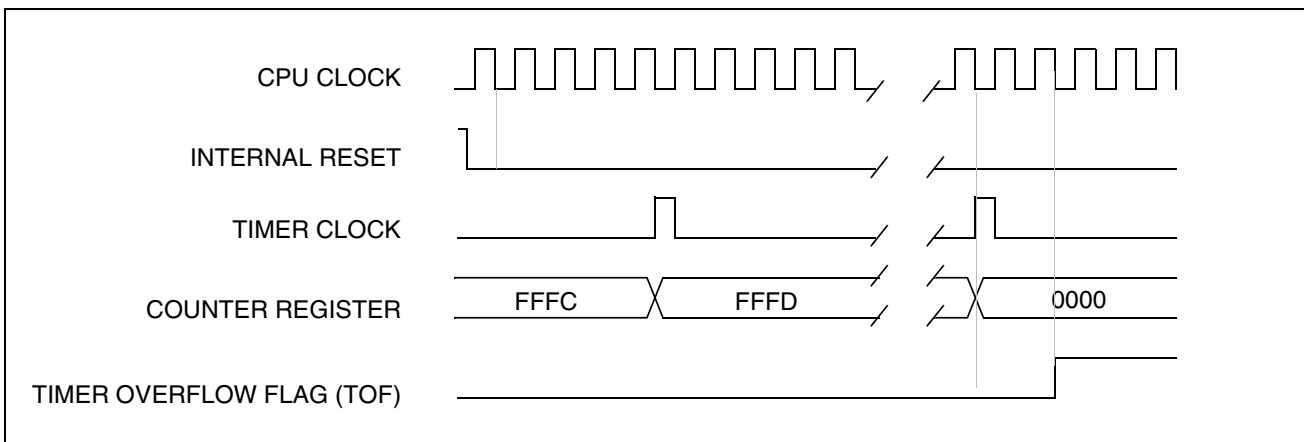 CPU CLOCK
INTERNAL RESET
TIMER CLOCK
COUNTER REGISTER
FFFC
FFFD
0000
TIMER OVERFLOW FLAG (TOF)